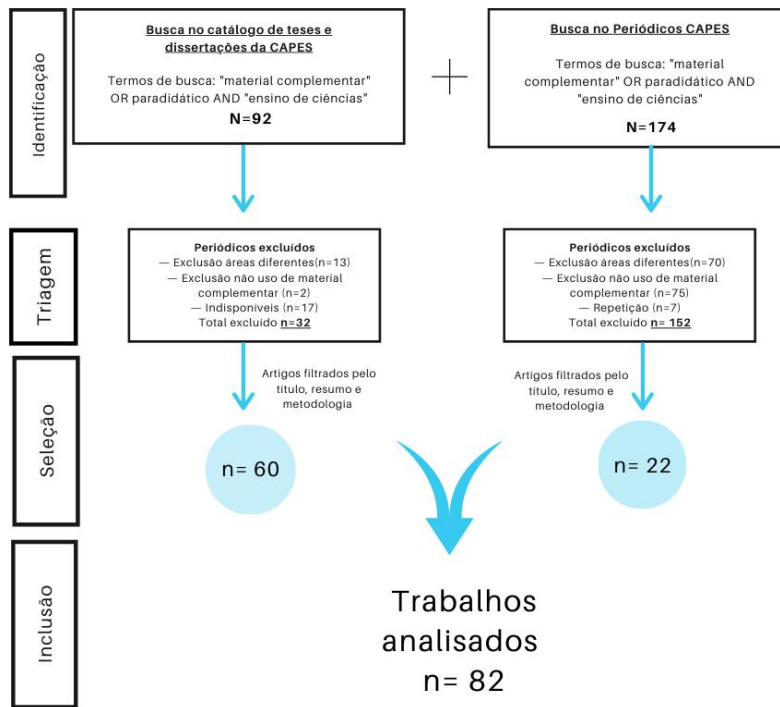 Identificação
Busca no catálogo de teses e
dissertações da CAPES
Termos de busca: "material complementar"
OR paradidático AND "ensino de ciências"
N=92
Busca no Periódicos CAPES
Termos de busca: "material
complementar" OR paradidático AND
"ensino de ciências"
N=174
Triagem
Periódicos excluídos
— Exclusão áreas diferentes(n=13)
— Exclusão não uso de material
complementar (n=2)
— Indisponíveis (n=17)
Total excluído n=32
Periódicos excluídos
— Exclusão áreas diferentes(n=70)
— Exclusão não uso de material
complementar (n=75)
— Repetição (n=7)
Total excluído n= 152
Seleção
Artigos filtrados pelo
título, resumo e
metodologia
n= 60
Artigos filtrados pelo
título, resumo e
metodologia
n= 22
Inclusão
Trabalhos
analisados
n= 82